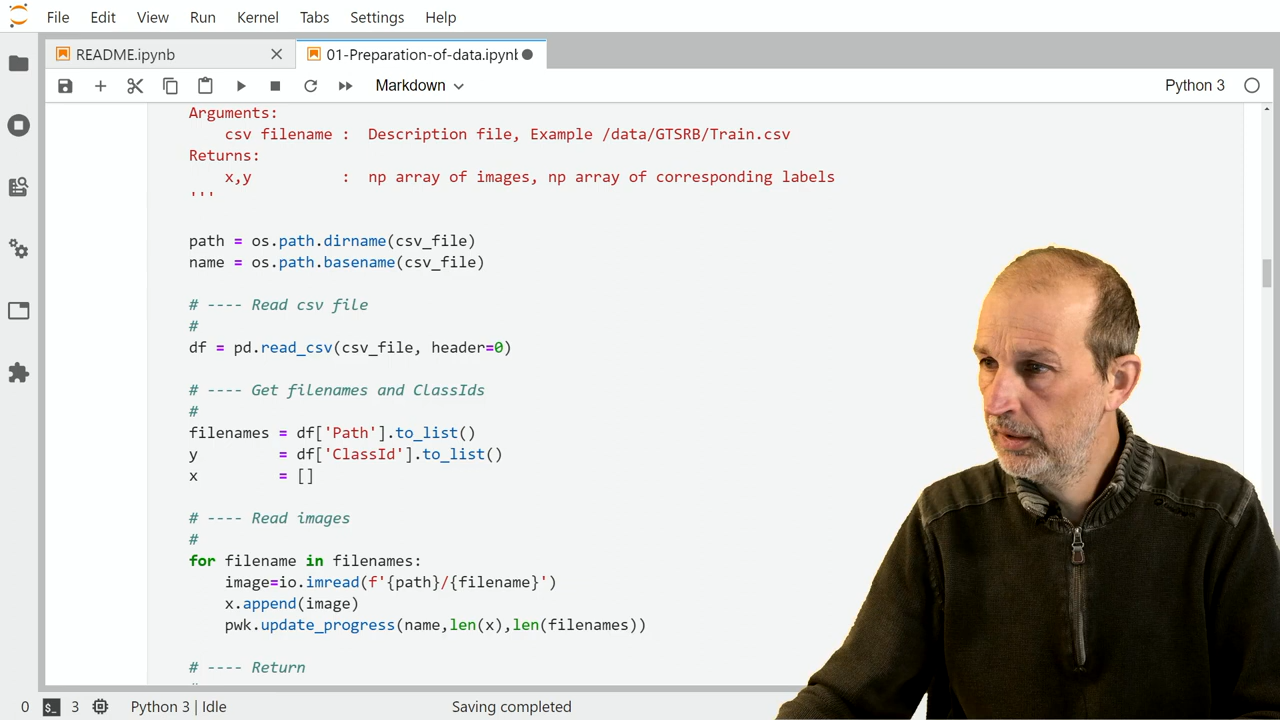 File Edit View Run Kernel Tabs Settings Help
README.ipynb 01-Preparation-of-data.ipynb
Markdown Python 3
Arguments:
csv filename : Description file, Example /data/GTSRB/Train.csv
Returns:
x,y : np array of images, np array of corresponding labels
'''
path = os.path.dirname(csv_file)
name = os.path.basename(csv_file)
# ---- Read csv file
#
df = pd.read_csv(csv_file, header=0)
# ---- Get filenames and ClassIds
#
filenames = df['Path'].to_list()
y = df['ClassId'].to_list()
x = []
# ---- Read images
#
for filename in filenames:
image=io.imread(f'{path}/{filename}')
x.append(image)
pwk.update_progress(name,len(x),len(filenames))
# ---- Return
0 $_ 3 Python 3 | Idle Saving completed